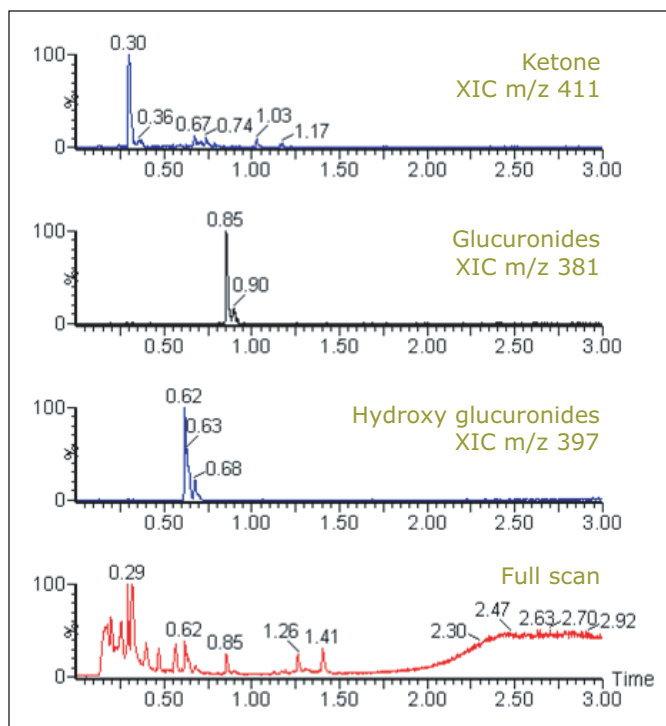 0.30
Ketone
XIC m/z 411
100
%
0.36
0.67
0.74
1.03
1.17
0
0.50 1.00 1.50 2.00 2.50 3.00
0.85
Glucuronides
XIC m/z 381
100
%
0.90
0
0.50 1.00 1.50 2.00 2.50 3.00
0.62
Hydroxy glucuronides
XIC m/z 397
100
%
0.63
0.68
0
0.50 1.00 1.50 2.00 2.50 3.00
0.29
Full scan
100
%
0.62
0.85
1.26
1.41
2.30
2.47
2.63
2.70
2.92
0
Time
0.50 1.00 1.50 2.00 2.50 3.00